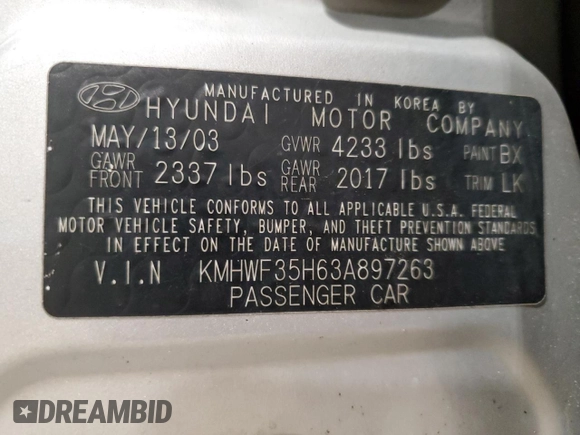 MANUFACTURED IN KOREA BY
HYUNDAI MOTOR COMPANY
MAY/13/03 GVWR 4233 lbs PAINT BX
GAWR FRONT 2337 lbs GAWR REAR 2017 lbs TRIM LK
THIS VEHICLE CONFORMS TO ALL APPLICABLE U.S.A. FEDERAL
MOTOR VEHICLE SAFETY, BUMPER, AND THEFT PREVENTION STANDARDS
IN EFFECT ON THE DATE OF MANUFACTURE SHOWN ABOVE
V.I.N KMHWF35H63A897263
PASSENGER CAR
DREAMBID